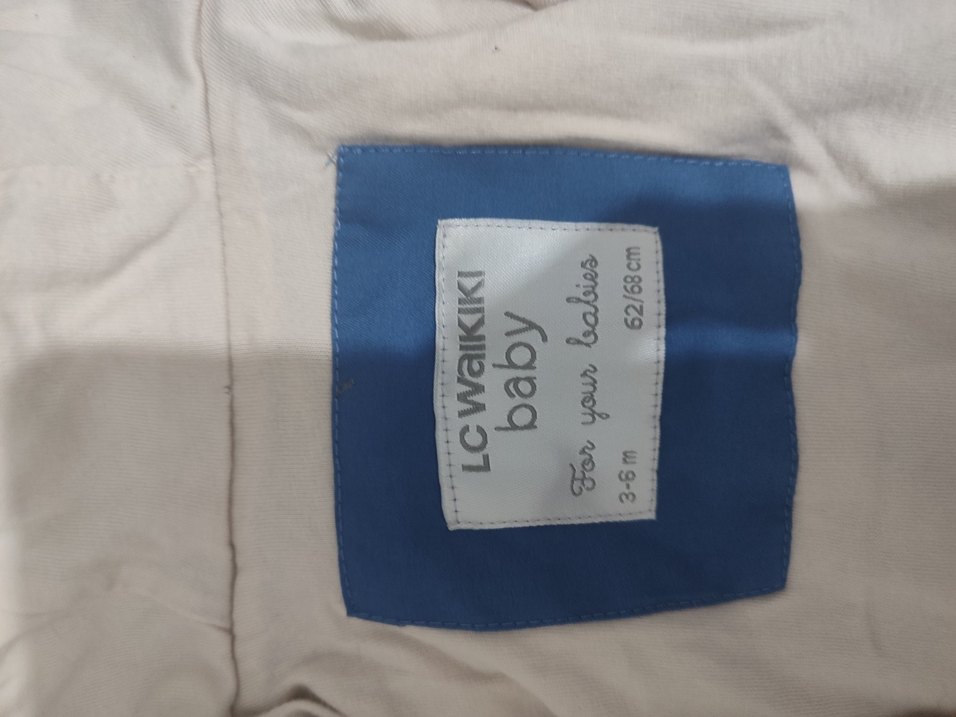 LC WAIKIKI
baby
For your babies
3-6 m 62/68 cm